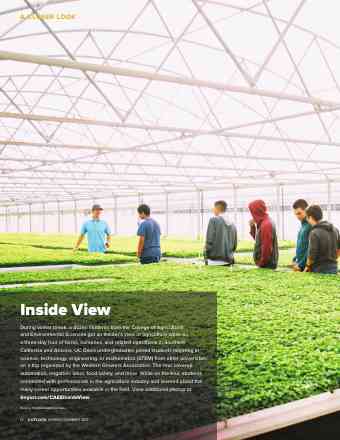 A CLOSER LOOK
Inside View
During winter break, a dozen students from the College of Agricultural
and Environmental Sciences got an insider's view of agriculture while on
a three-day tour of farms, nurseries, and related operations in Southern
California and Arizona. UC Davis undergraduates joined students majoring in
science, technology, engineering, or mathematics (STEM) from other universities
on a trip organized by the Western Growers Association. The tour covered
automation, irrigation, labor, food safety, and more. While on the tour, students
connected with professionals in the agriculture industry and learned about the
many career opportunities available in the field. View additional photos at
tinyurl.com/CAESInsideView